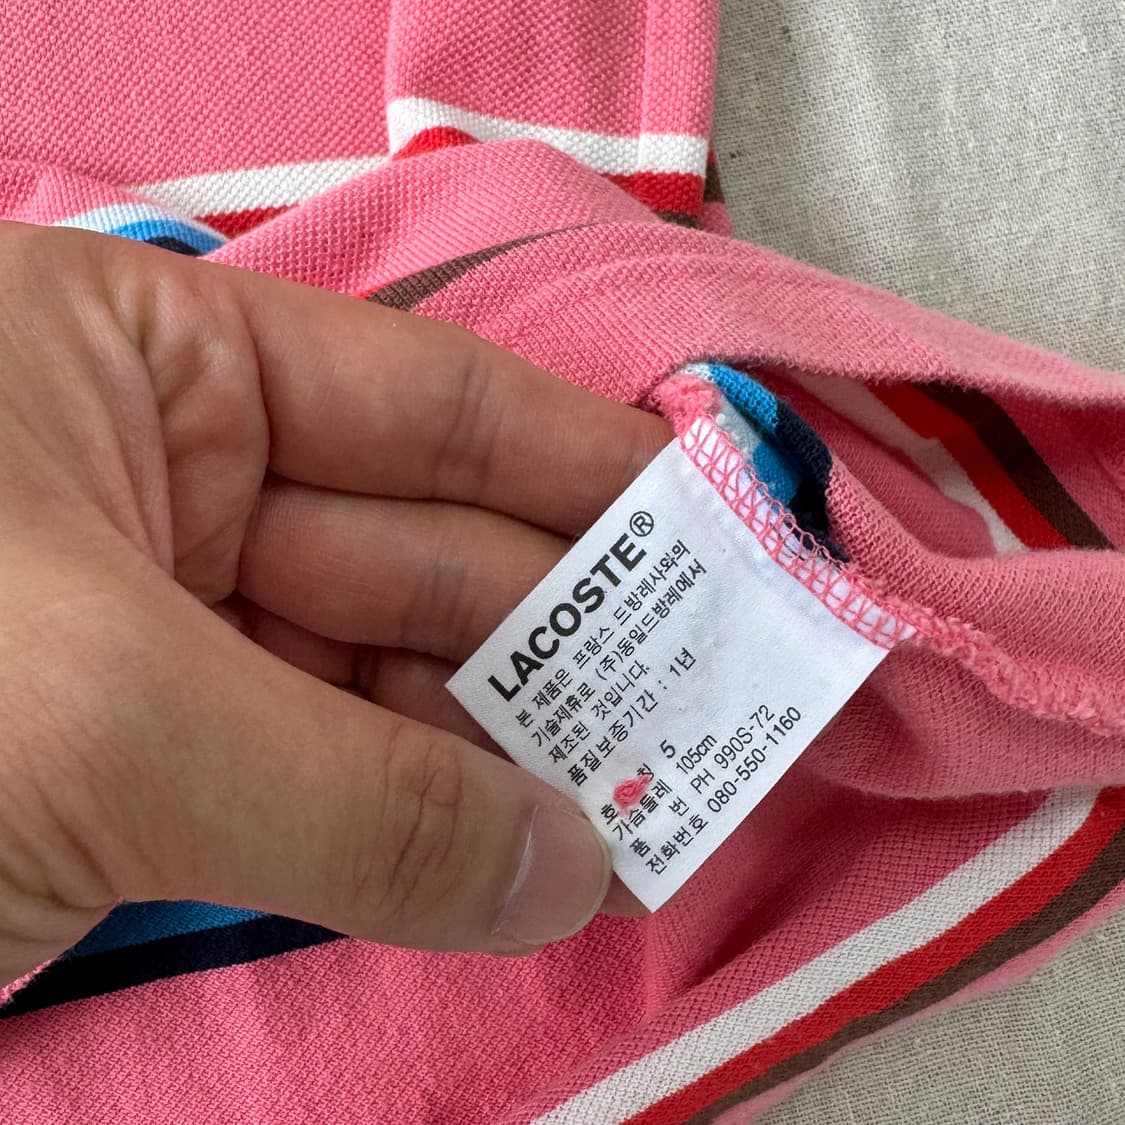 LACOSTE®
본 제품은 프랑스 드방레사와의
기술제휴로 (주)동일드방레에서
제조된 것입니다.
품질보증기간 : 1년
호 5
가슴둘레 105cm
품 번 PH 990S-72
전화번호 080-550-1160